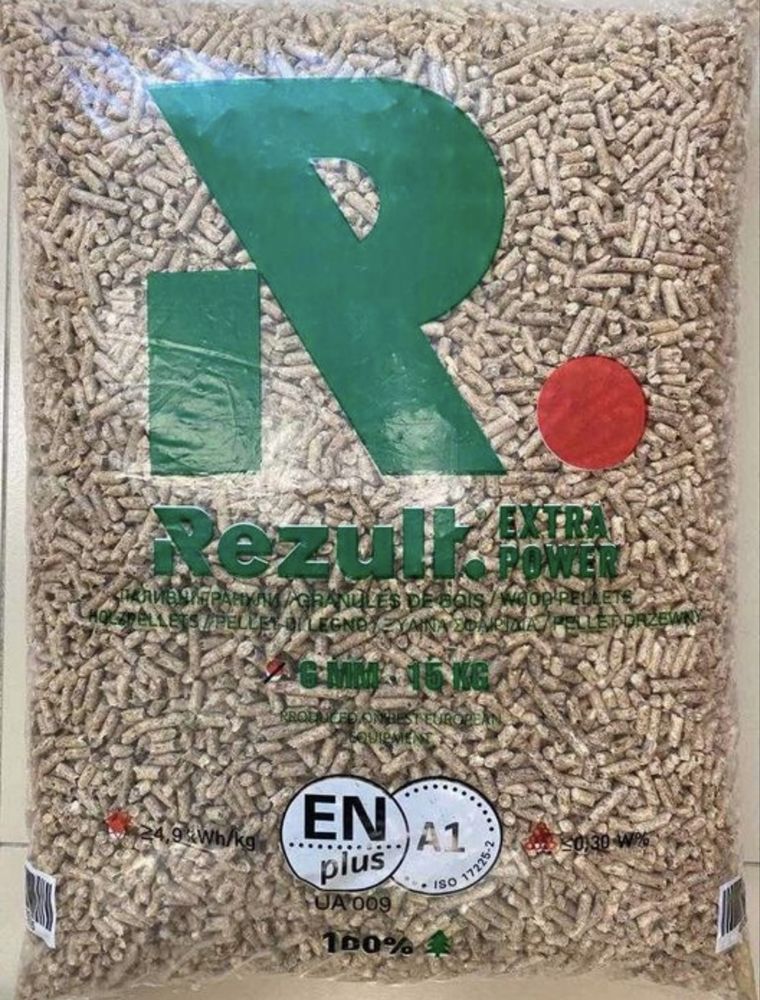 R.
Rezult. EXTRA
POWER
ПАЛИВНІ ГРАНУЛИ / GRANULÉS DE BOIS / WOOD PELLETS
HOLZPELLETS / PELLET DI LEGNO / ΞΥΛΙΝΑ ΣΦΑΙΡΙΔΙΑ / PELLET DRZEWNY
6 MM - 15 KG
PRODUCED ON BEST EUROPEAN
EQUIPMENT
EN
plus
A1
ISO 17225-2
≥4,9 kWh/kg
≤0,30 W%
UA 009
100%